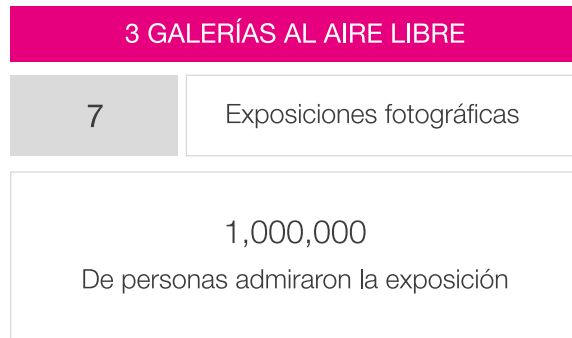 3 GALERÍAS AL AIRE LIBRE
7 Exposiciones fotográficas
1,000,000
De personas admiraron la exposición